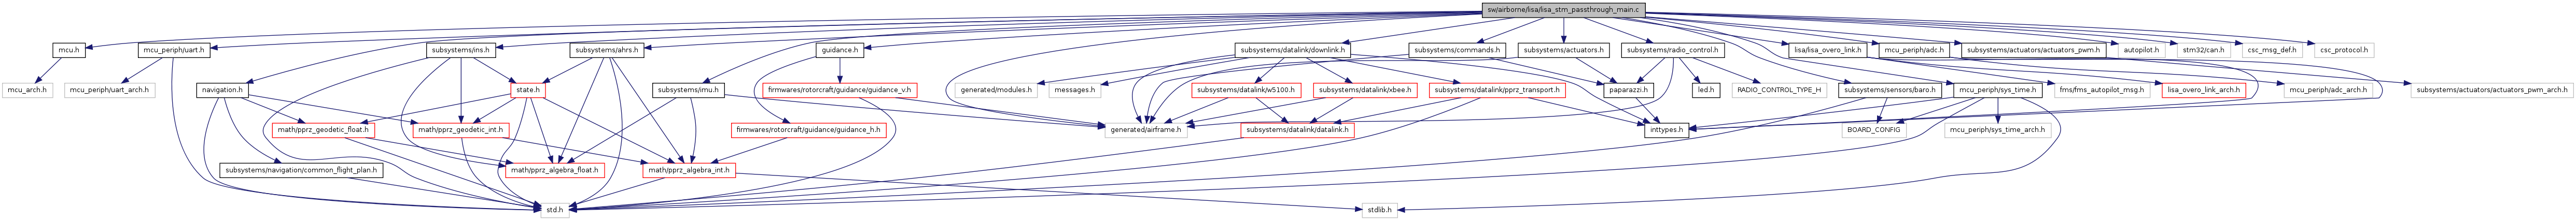 sw/airborne/lisa/lisa_stm_passthrough_main.c
mcu.h
mcu_periph/uart.h
subsystems/ins.h
subsystems/ahrs.h
guidance.h
subsystems/datalink/downlink.h
subsystems/commands.h
subsystems/actuators.h
subsystems/radio_control.h
lisa/lisa_overo_link.h
mcu_periph/adc.h
subsystems/actuators/actuators_pwm.h
autopilot.h
stm32/can.h
csc_msg_def.h
csc_protocol.h
mcu_arch.h
mcu_periph/uart_arch.h
navigation.h
state.h
subsystems/imu.h
firmwares/rotorcraft/guidance/guidance_v.h
generated/modules.h
messages.h
subsystems/datalink/w5100.h
subsystems/datalink/xbee.h
subsystems/datalink/pprz_transport.h
paparazzi.h
led.h
RADIO_CONTROL_TYPE_H
subsystems/sensors/baro.h
mcu_periph/sys_time.h
fms/fms_autopilot_msg.h
lisa_overo_link_arch.h
mcu_periph/adc_arch.h
subsystems/actuators/actuators_pwm_arch.h
math/pprz_geodetic_float.h
math/pprz_geodetic_int.h
firmwares/rotorcraft/guidance/guidance_h.h
generated/airframe.h
subsystems/datalink/datalink.h
inttypes.h
BOARD_CONFIG
mcu_periph/sys_time_arch.h
subsystems/navigation/common_flight_plan.h
math/pprz_algebra_float.h
math/pprz_algebra_int.h
std.h
stdlib.h